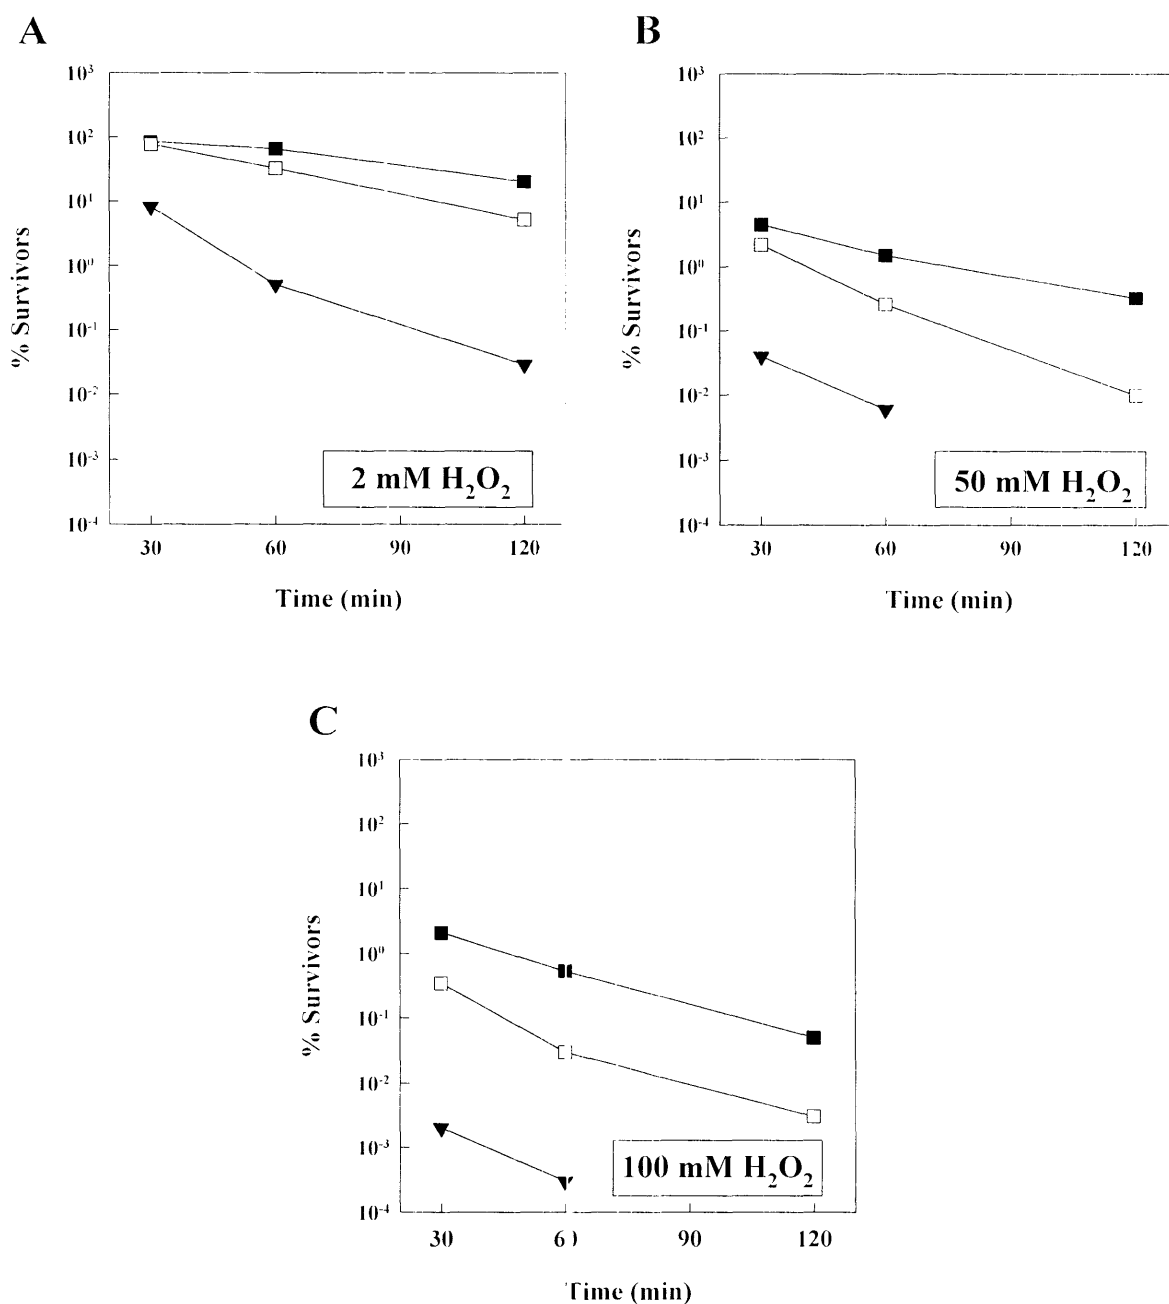 A
B
10³
10²
10¹
10⁰
10⁻¹
10⁻²
10⁻³
10⁻⁴
% Survivors
2 mM H₂O₂
30 60 90 120
Time (min)
10³
10²
10¹
10⁰
10⁻¹
10⁻²
10⁻³
10⁻⁴
% Survivors
50 mM H₂O₂
30 60 90 120
Time (min)
C
10³
10²
10¹
10⁰
10⁻¹
10⁻²
10⁻³
10⁻⁴
% Survivors
100 mM H₂O₂
30 60 90 120
Time (min)